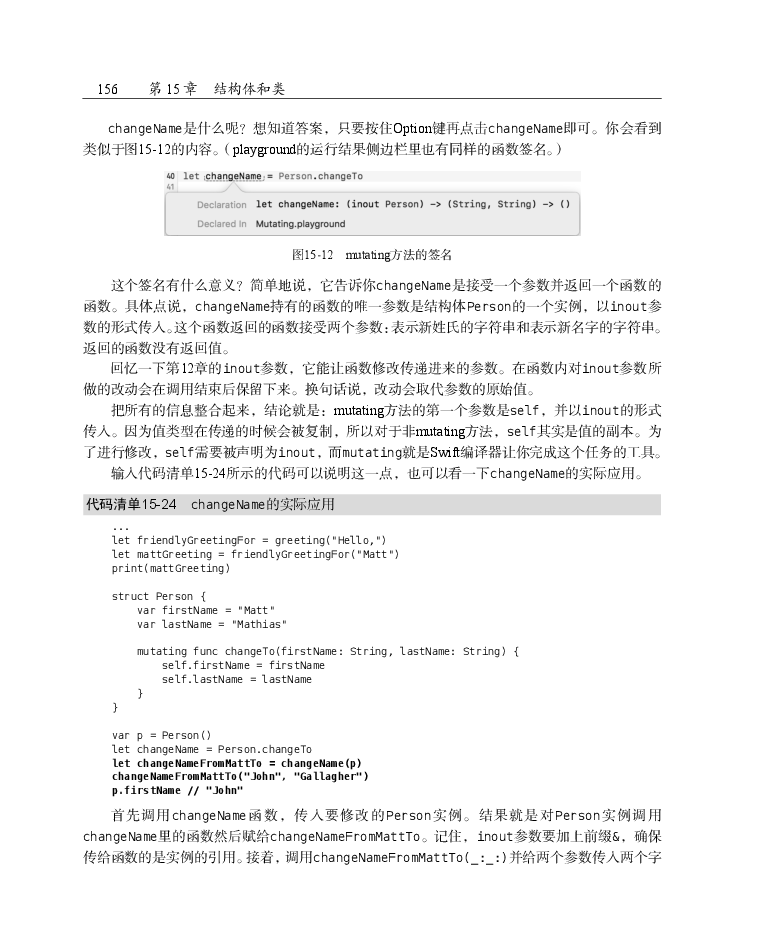 156 第 15 章 结构体和类
changeName是什么呢？想知道答案，只要按住Option键再点击changeName即可。你会看到
类似于图15-12的内容。（playground的运行结果侧边栏里也有同样的函数签名。）
40 let changeName = Person.changeTo
41
Declaration let changeName: (inout Person) -> (String, String) -> ()
Declared In Mutating.playground
图15-12 mutating方法的签名
这个签名有什么意义？简单地说，它告诉你changeName是接受一个参数并返回一个函数的
函数。具体点说，changeName持有的函数的唯一参数是结构体Person的一个实例，以inout参
数的形式传入。这个函数返回的函数接受两个参数：表示新姓氏的字符串和表示新名字的字符串。
返回的函数没有返回值。
回忆一下第12章的inout参数，它能让函数修改传递进来的参数。在函数内对inout参数所
做的改动会在调用结束后保留下来。换句话说，改动会取代参数的原始值。
把所有的信息整合起来，结论就是：mutating方法的第一个参数是self，并以inout的形式
传入。因为值类型在传递的时候会被复制，所以对于非mutating方法，self其实是值的副本。为
了进行修改，self需要被声明为inout，而mutating就是Swift编译器让你完成这个任务的工具。
输入代码清单15-24所示的代码可以说明这一点，也可以看一下changeName的实际应用。
代码清单15-24 changeName的实际应用
...
let friendlyGreetingFor = greeting("Hello,")
let mattGreeting = friendlyGreetingFor("Matt")
print(mattGreeting)
struct Person {
var firstName = "Matt"
var lastName = "Mathias"
mutating func changeTo(firstName: String, lastName: String) {
self.firstName = firstName
self.lastName = lastName
}
}
var p = Person()
let changeName = Person.changeTo
let changeNameFromMattTo = changeName(p)
changeNameFromMattTo("John", "Gallagher")
p.firstName // "John"
首先调用changeName函数，传入要修改的Person实例。结果就是对Person实例调用
changeName里的函数然后赋给changeNameFromMattTo。记住，inout参数要加上前缀&，确保
传给函数的是实例的引用。接着，调用changeNameFromMattTo(_:_:)并给两个参数传入两个字